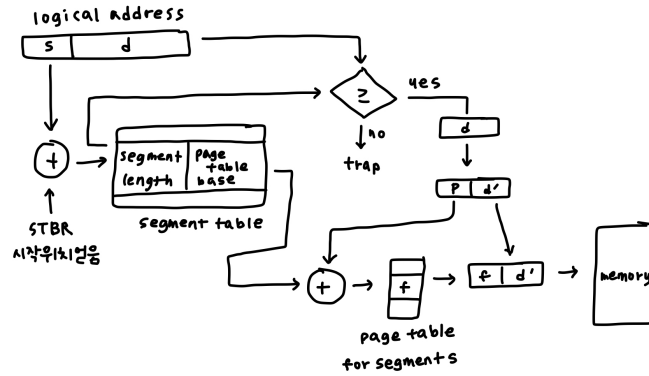 logical address
s d
≥
yes
no
trap
d
+
segment length
page table base
segment table
STBR
시작위치얻음
p d'
+
f
f d'
memory
page table
for segment s